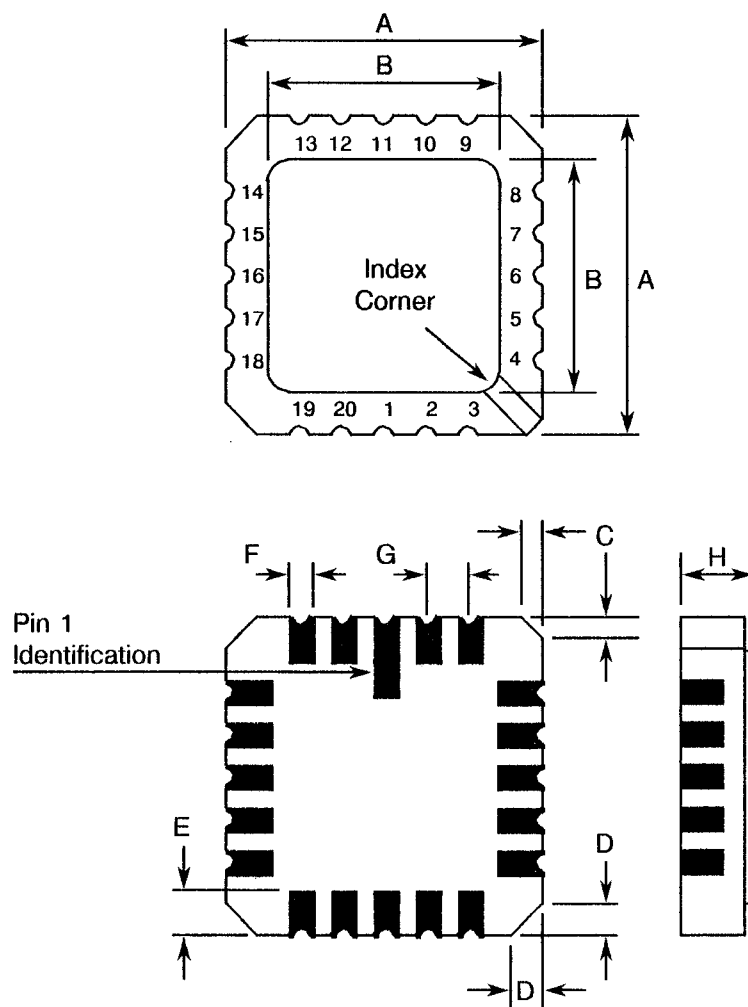 A
B
13 12 11 10 9
14 8
15 7
16 6
17 5
18 4
Index
Corner
B
A
19 20 1 2 3
C
F
G
H
Pin 1
Identification
E
D
D